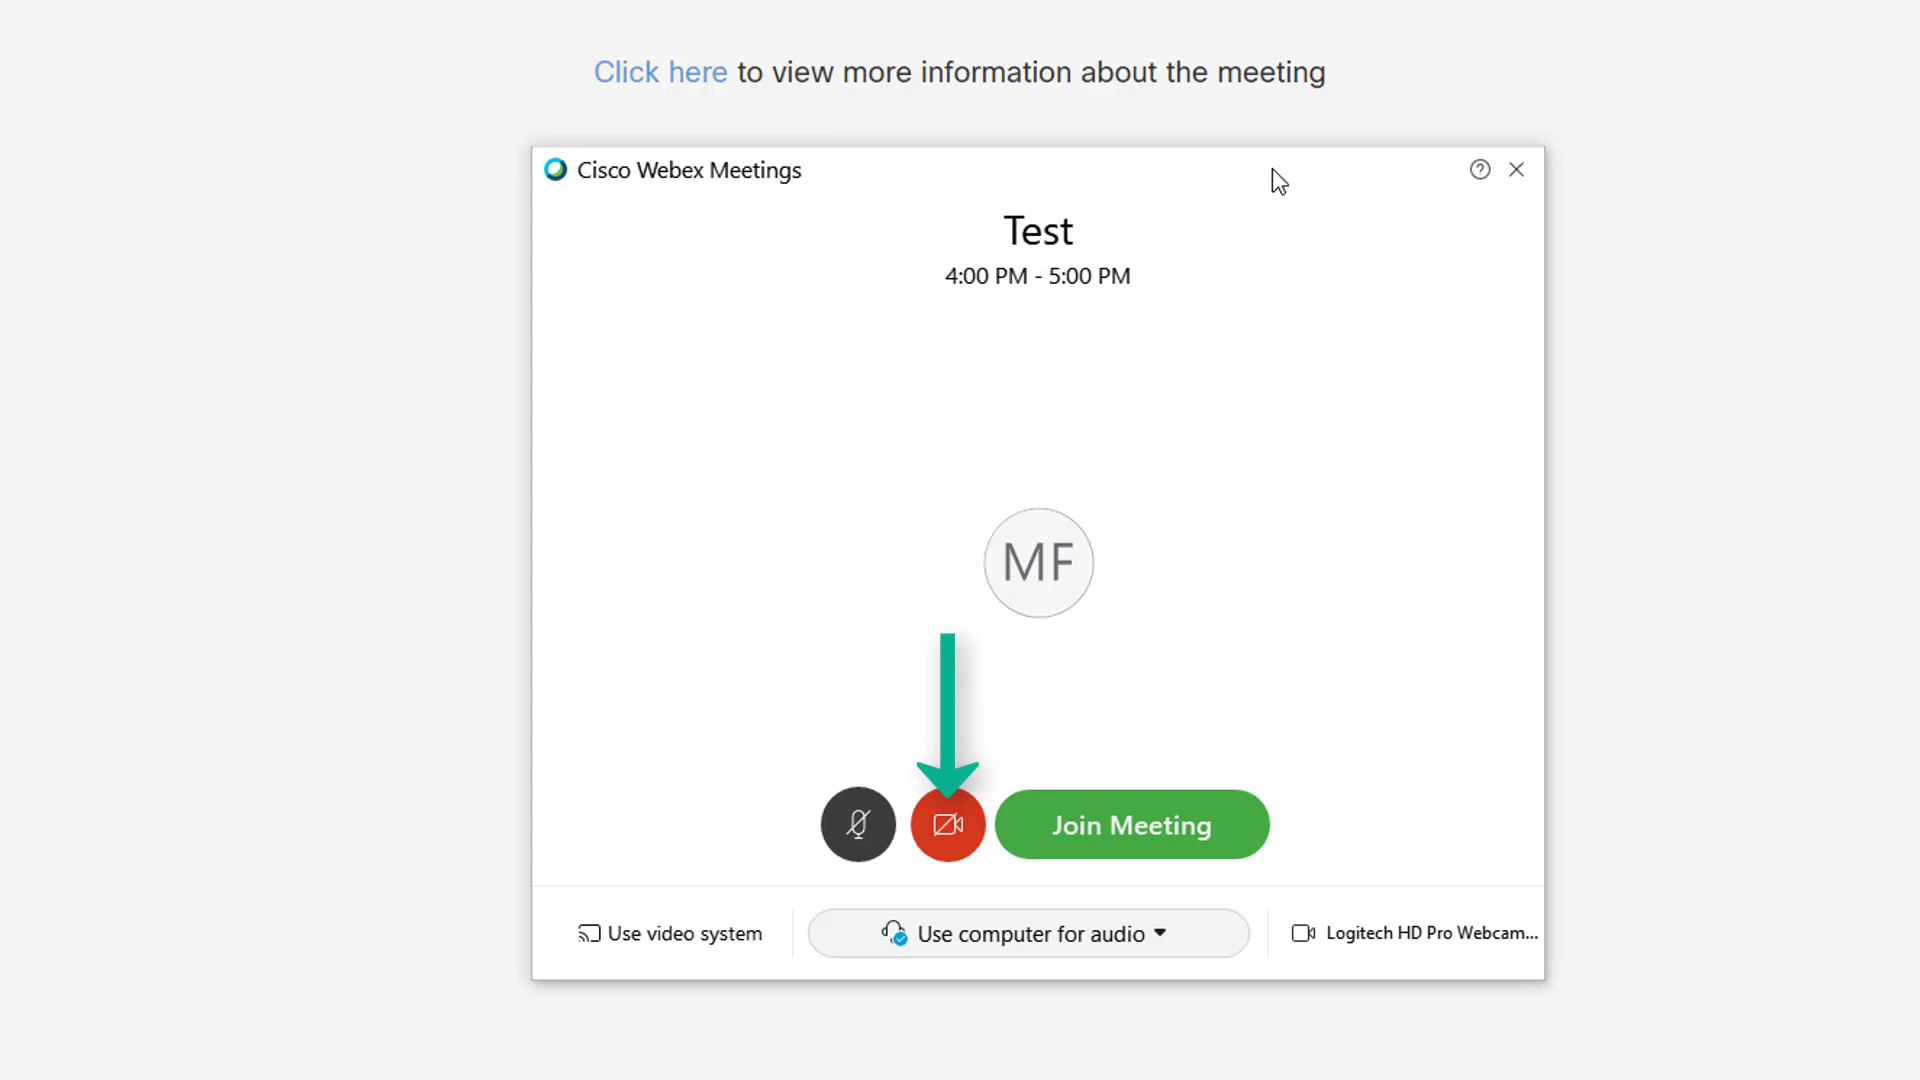 Click here to view more information about the meeting
Cisco Webex Meetings
Test
4:00 PM - 5:00 PM
MF
Join Meeting
Use video system
Use computer for audio
Logitech HD Pro Webcam...